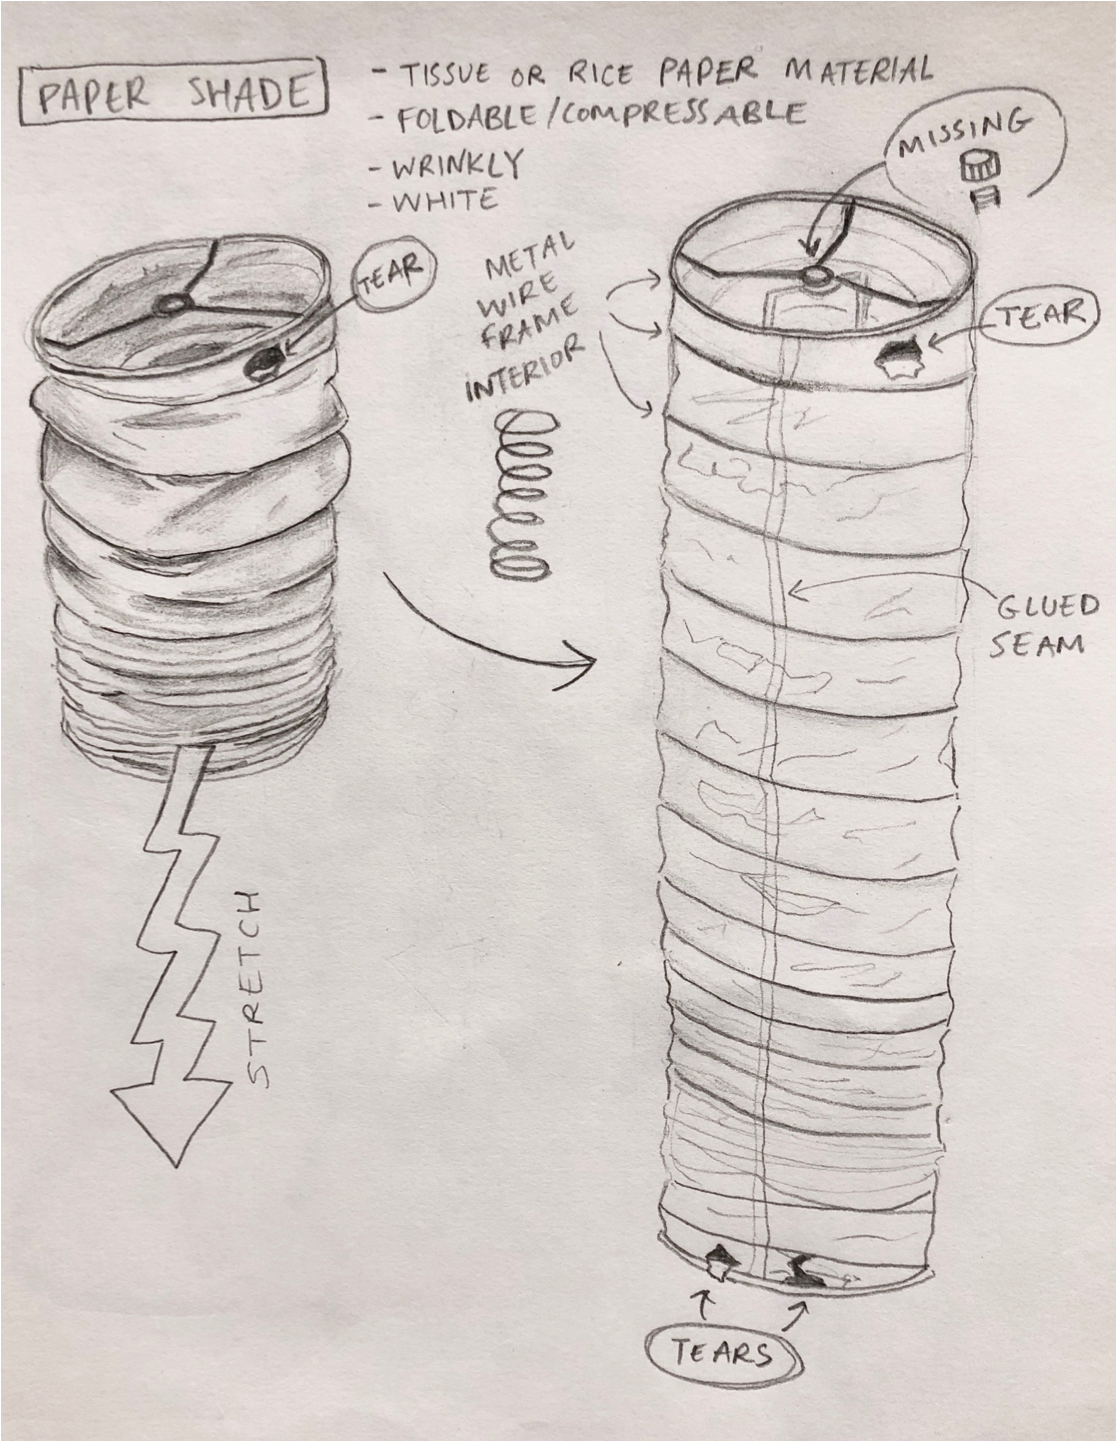 PAPER SHADE
- TISSUE OR RICE PAPER MATERIAL
- FOLDABLE/COMPRESSABLE
- WRINKLY
- WHITE
MISSING
TEAR
METAL
WIRE
FRAME
INTERIOR
TEAR
GLUED
SEAM
STRETCH
TEARS